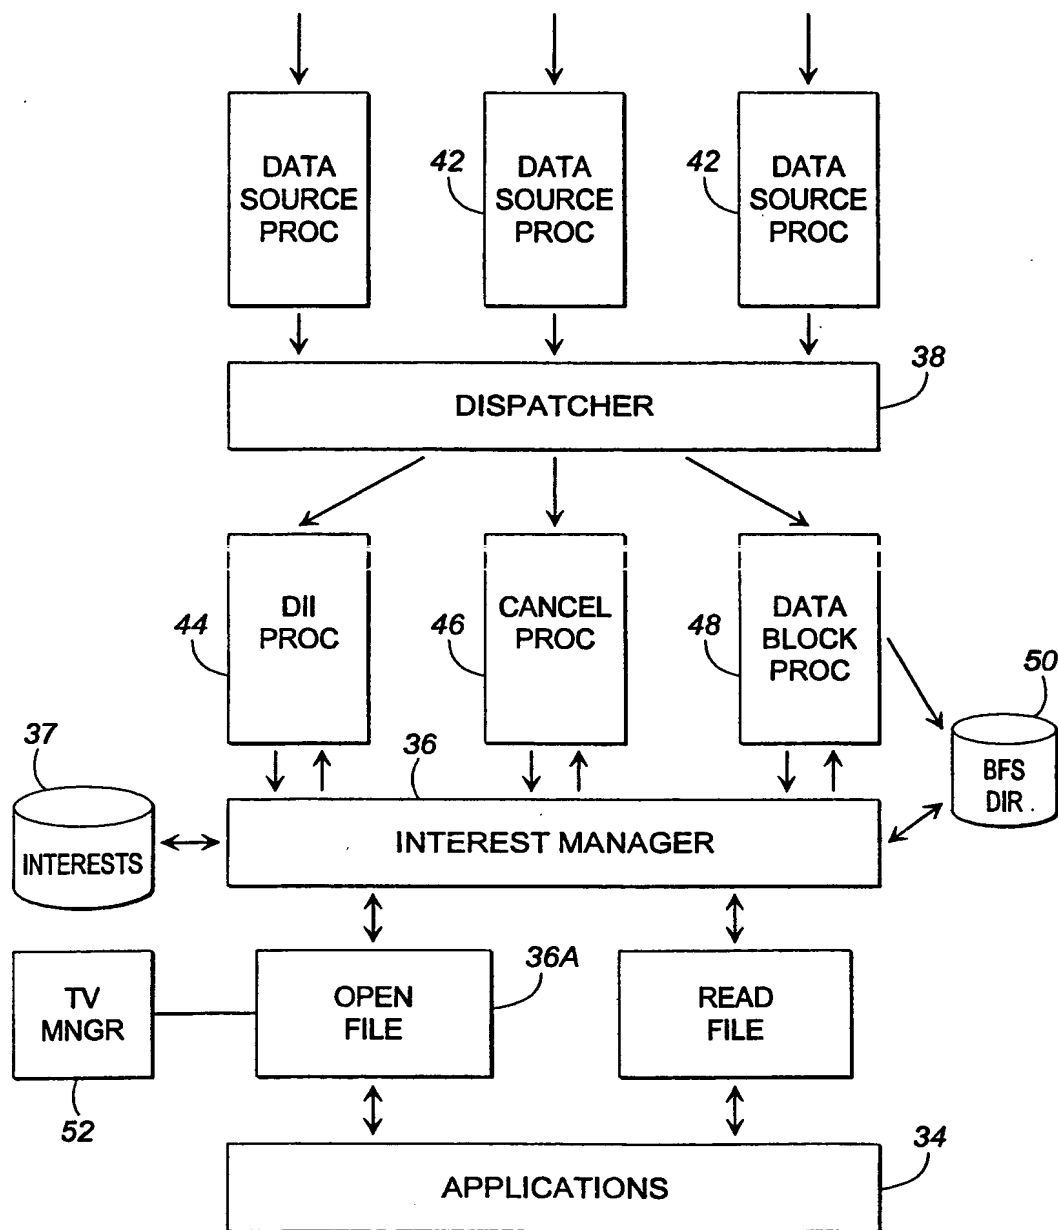 DATA
SOURCE
PROC
42
DATA
SOURCE
PROC
42
DATA
SOURCE
PROC
38
DISPATCHER
44
DII
PROC
46
CANCEL
PROC
48
DATA
BLOCK
PROC
50
BFS
DIR
37
INTERESTS
36
INTEREST MANAGER
TV
MNGR
52
OPEN
FILE
36A
READ
FILE
34
APPLICATIONS